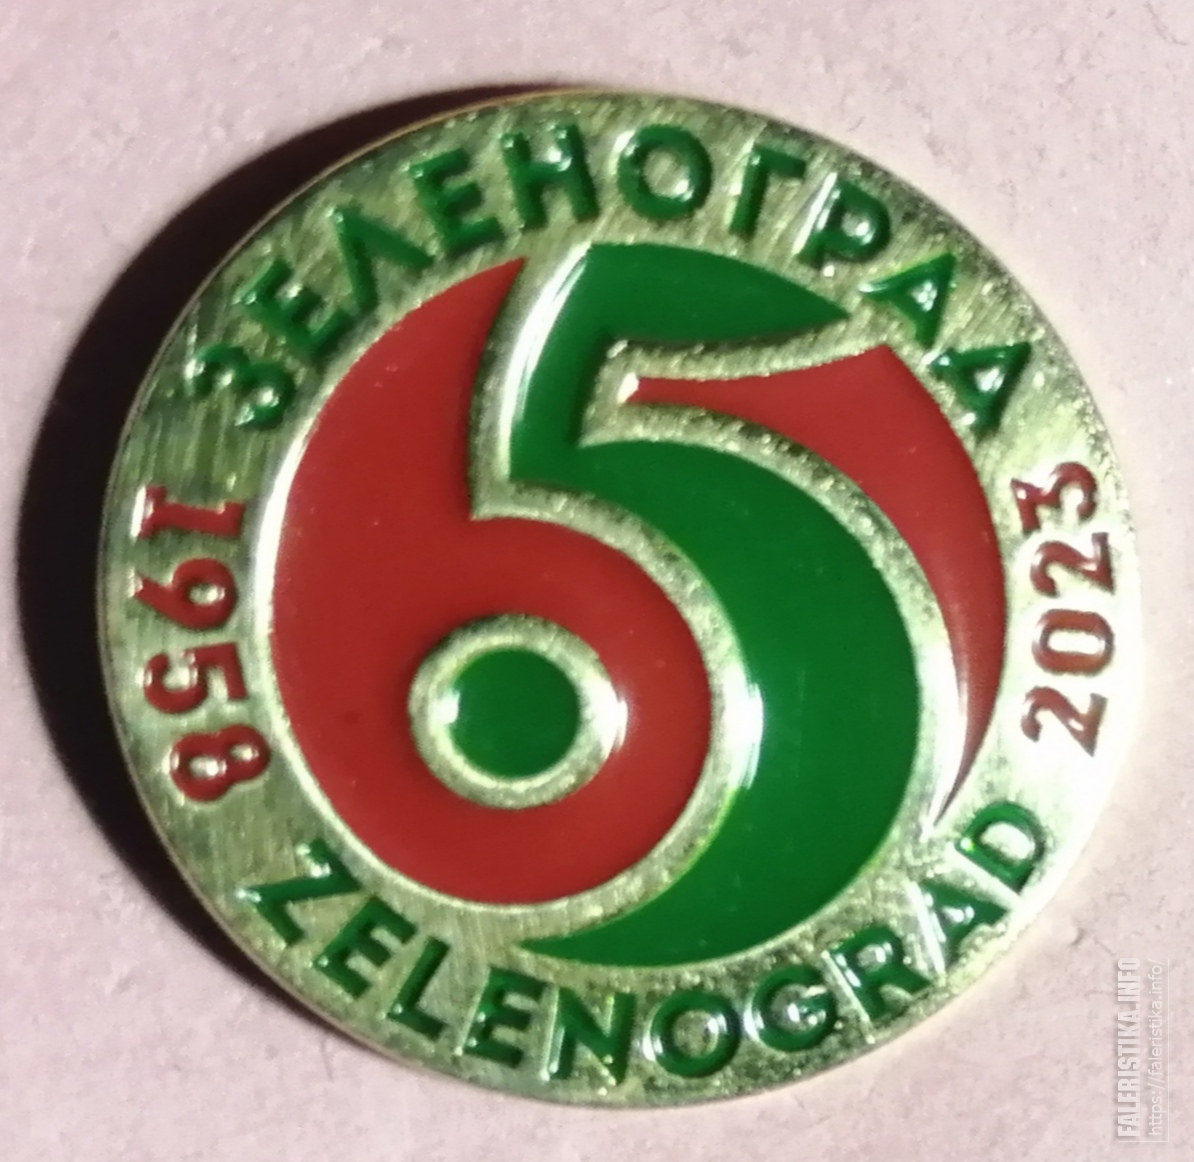 ЗЕЛЕНОГРАД
65
1958
2023
ZELENOGRAD
FALERISTIKA.INFO
https://faleristika.info/